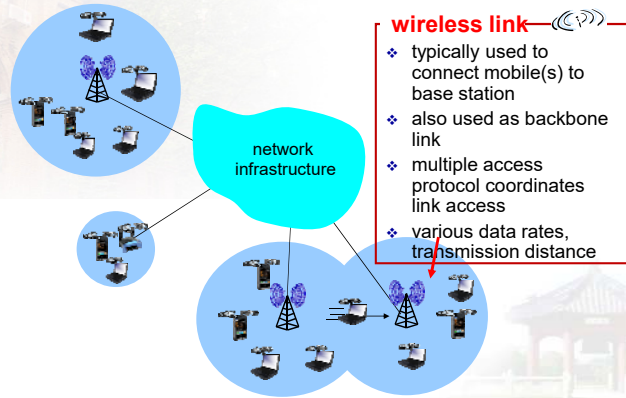 wireless link
typically used to
connect mobile(s) to
base station
also used as backbone
link
multiple access
protocol coordinates
link access
various data rates,
transmission distance
network
infrastructure